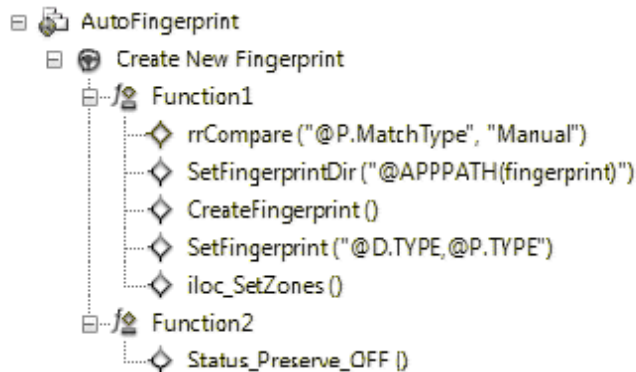 AutoFingerprint
Create New Fingerprint
Function1
rrCompare ("@P.MatchType", "Manual")
SetFingerprintDir ("@APPPATH(fingerprint)")
CreateFingerprint ()
SetFingerprint ("@D.TYPE,@P.TYPE")
iloc_SetZones ()
Function2
Status_Preserve_OFF ()